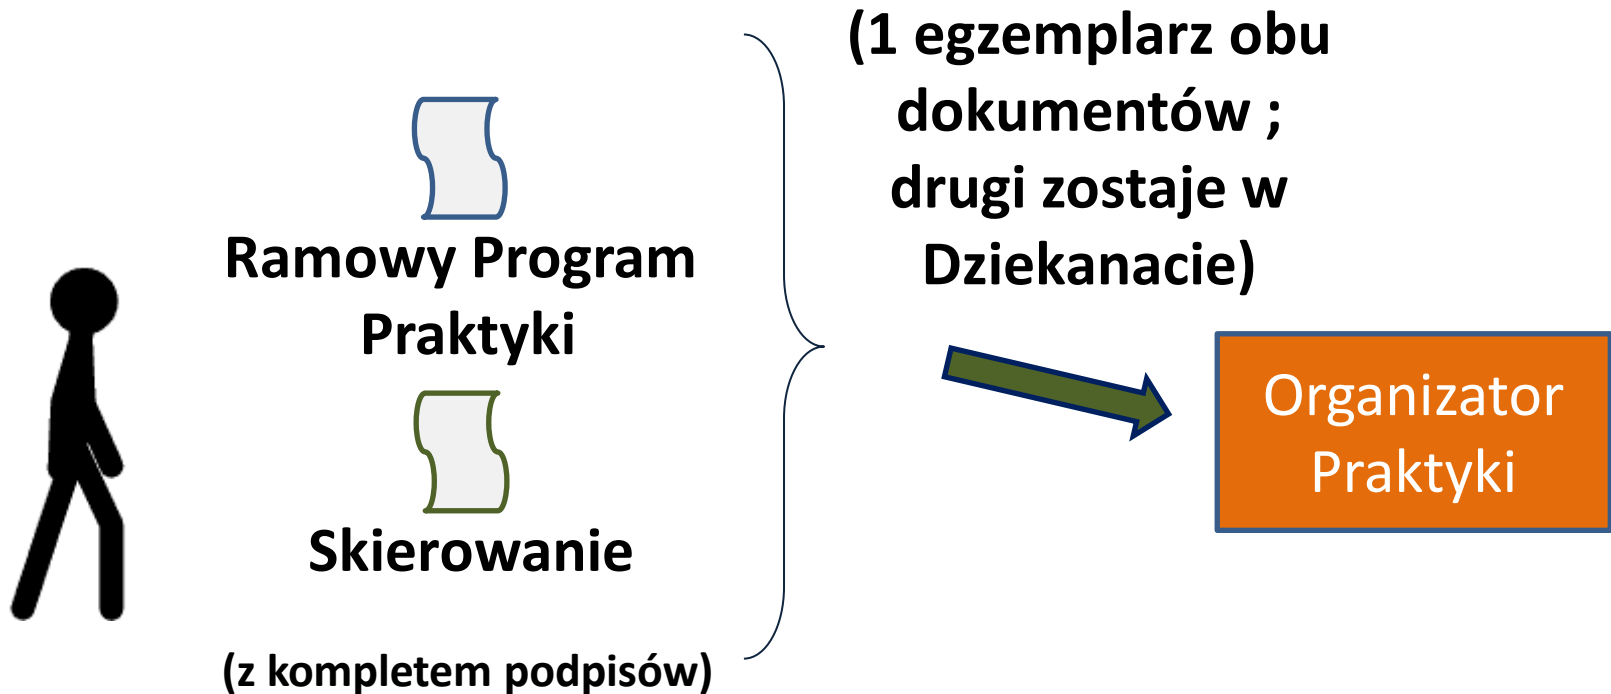 Ramowy Program
Praktyki
Skierowanie
(z kompletem podpisów)
(1 egzemplarz obu
dokumentów ;
drugi zostaje w
Dziekanacie)
Organizator
Praktyki